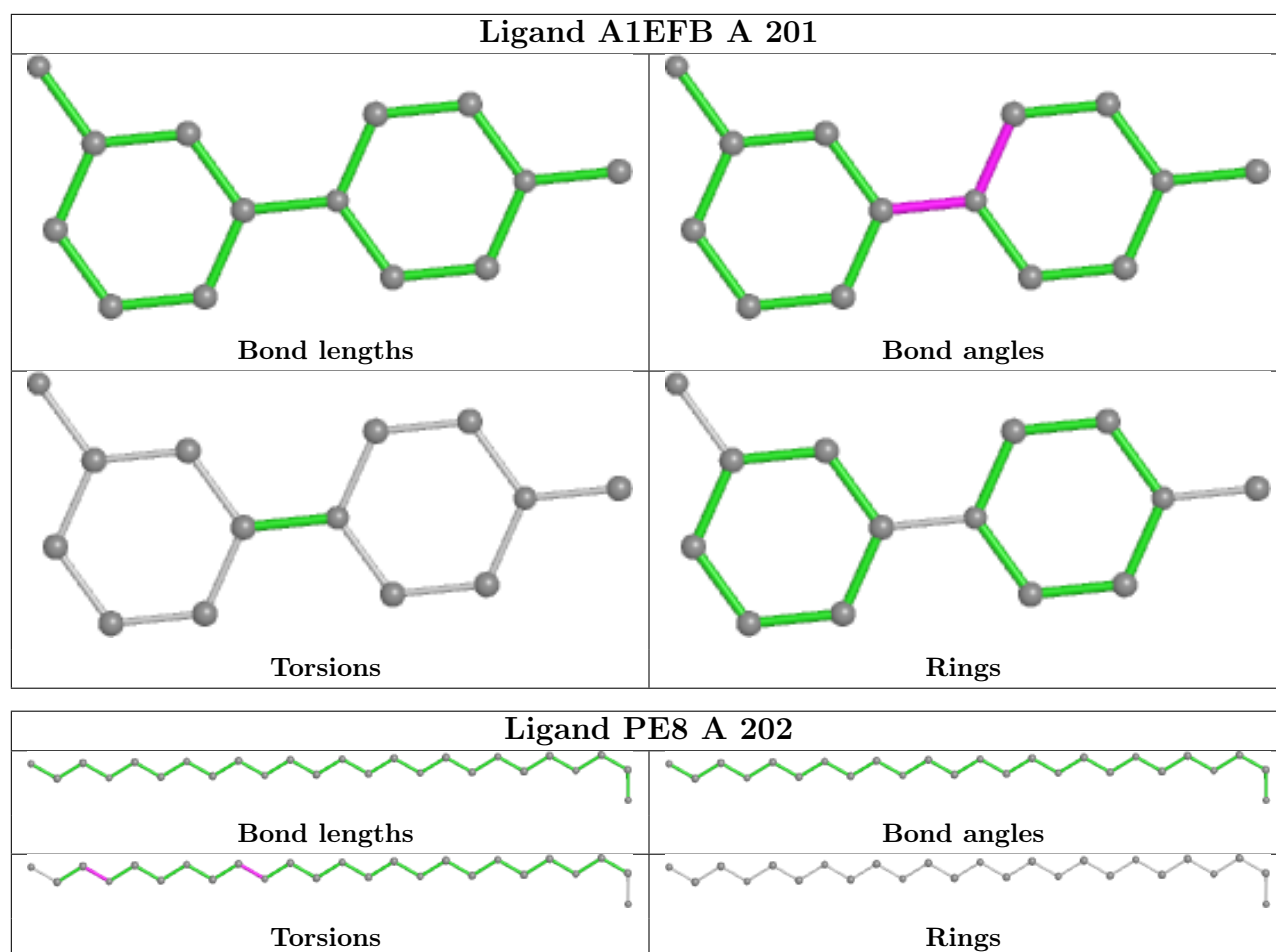 Ligand A1EFB A 201
Bond lengths
Bond angles
Torsions
Rings
Ligand PE8 A 202
Bond lengths
Bond angles
Torsions
Rings